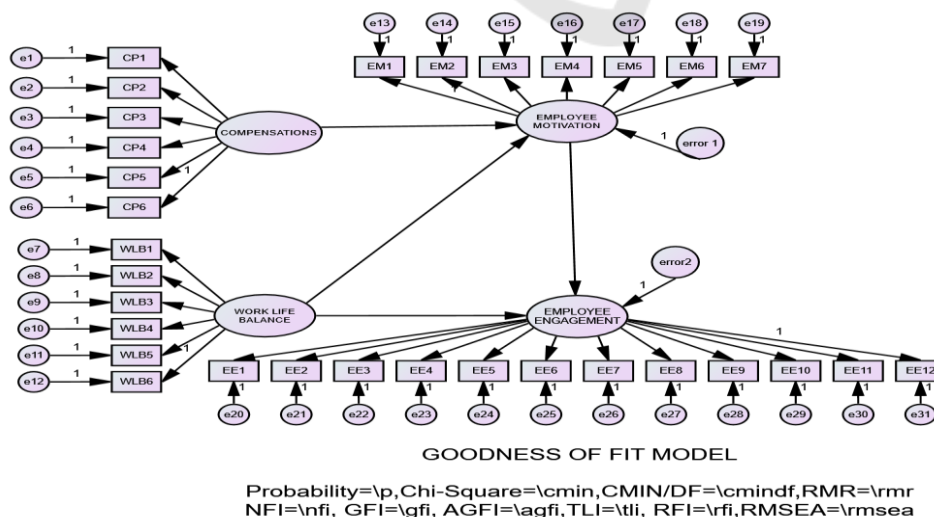 e13 e14 e15 e16 e17 e18 e19
1 1 1 1 1 1 1
EM1 EM2 EM3 EM4 EM5 EM6 EM7
e1 1 CP1
e2 1 CP2
e3 1 CP3
e4 1 CP4
e5 1 CP5
e6 1 CP6
1
COMPENSATIONS
EMPLOYEE
MOTIVATION
1
error 1
e7 1 WLB1
e8 1 WLB2
e9 1 WLB3
e10 1 WLB4
e11 1 WLB5
e12 1 WLB6
1
WORK LIFE
BALANCE
error2
1
EMPLOYEE
ENGAGEMENT
1
EE1 EE2 EE3 EE4 EE5 EE6 EE7 EE8 EE9 EE10 EE11 EE12
1 1 1 1 1 1 1 1 1 1 1 1
e20 e21 e22 e23 e24 e25 e26 e27 e28 e29 e30 e31
GOODNESS OF FIT MODEL
Probability=\p,Chi-Square=\cmin,CMIN/DF=\cmindf,RMR=\rmr
NFI=\nfi, GFI=\gfi, AGFI=\agfi,TLI=\tli, RFI=\rfi,RMSEA=\rmsea